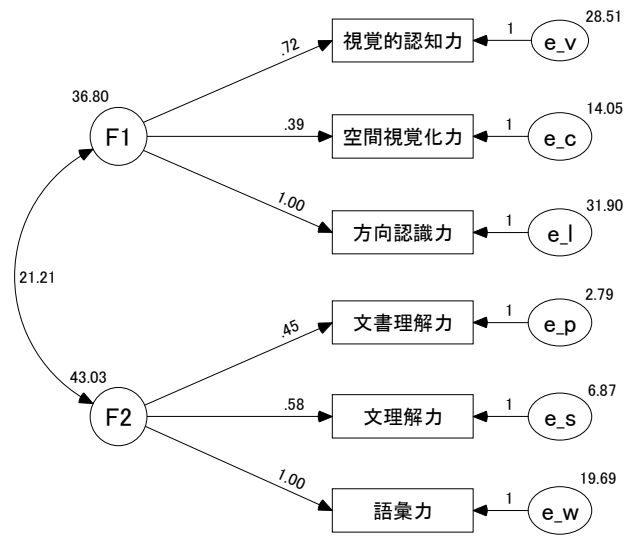 28.51
視覚的認知力
1
e_v
.72
36.80
F1
14.05
.39
空間視覚化力
1
e_c
31.90
1.00
方向認識力
1
e_l
21.21
2.79
文書理解力
1
e_p
.45
43.03
F2
6.87
.58
文理解力
1
e_s
19.69
1.00
語彙力
1
e_w